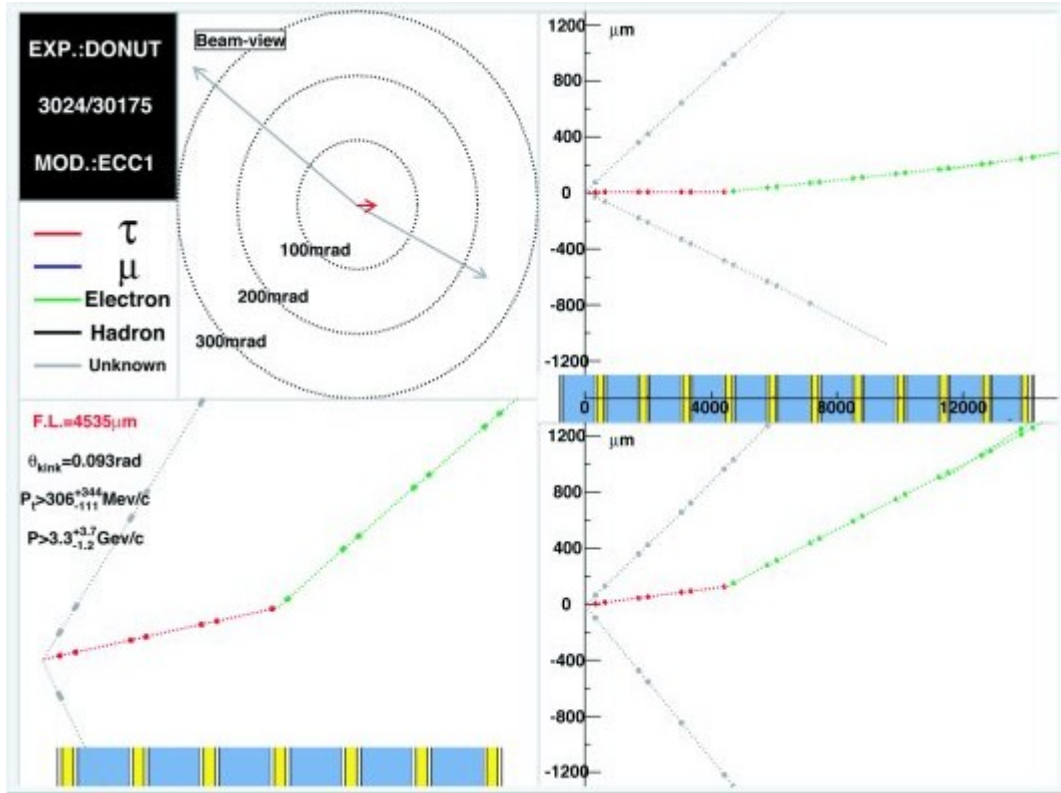 EXP.:DONUT
3024/30175
MOD.:ECC1
τ
μ
Electron
Hadron
Unknown
Beam-view
100mrad
200mrad
300mrad
1200
μm
800
400
0
-400
-800
-1200
0 4000 8000 12000
F.L.=4535μm
θkink=0.093rad
Pt>306+344-111Mev/c
P>3.3+3.7-1.2Gev/c
1200
μm
800
400
0
-400
-800
-1200